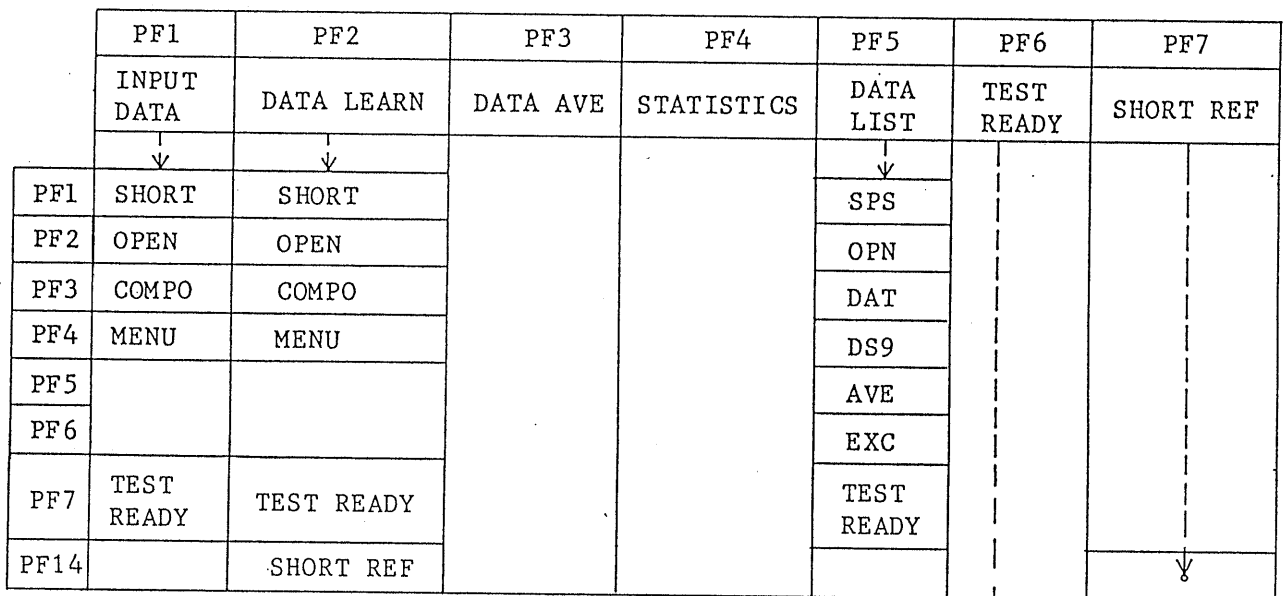 PF1 PF2 PF3 PF4 PF5 PF6 PF7
INPUT DATA LEARN DATA AVE STATISTICS DATA TEST SHORT REF
DATA LIST READY
PF1 SHORT SHORT SPS
PF2 OPEN OPEN OPN
PF3 COMPO COMPO DAT
PF4 MENU MENU DS9
PF5 AVE
PF6 EXC
PF7 TEST TEST READY TEST
READY READY
PF14 SHORT REF